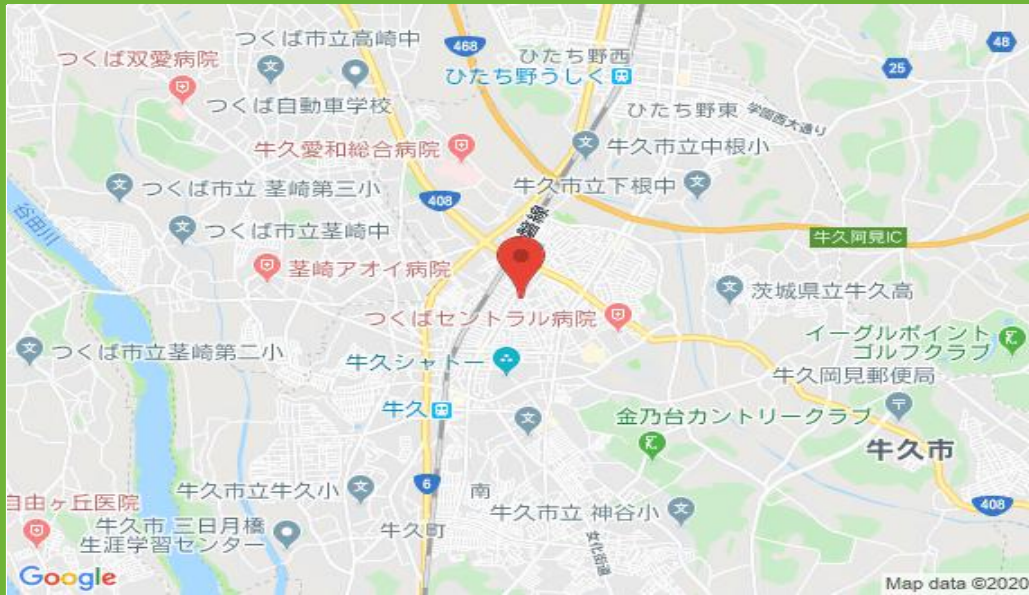 つくば市立高崎中
468
ひたち野西
48
つくば双愛病院
ひたち野うしく
25
つくば自動車学校
ひたち野東
学園西大通り
牛久愛和総合病院
牛久市立中根小
つくば市立 茎崎第三小
408
牛久市立下根中
谷田川
つくば市立茎崎中
牛久阿見IC
茎崎アオイ病院
茨城県立牛久高
つくばセントラル病院
イーグルポイント
ゴルフクラブ
つくば市立茎崎第二小
牛久シャトー
牛久岡見郵便局
牛久
金乃台カントリークラブ
牛久市
6
南
牛久市立牛久小
408
自由ヶ丘医院
牛久市 三日月橋
生涯学習センター
牛久町
牛久市立 神谷小
女化街道
Google
Map data ©2020